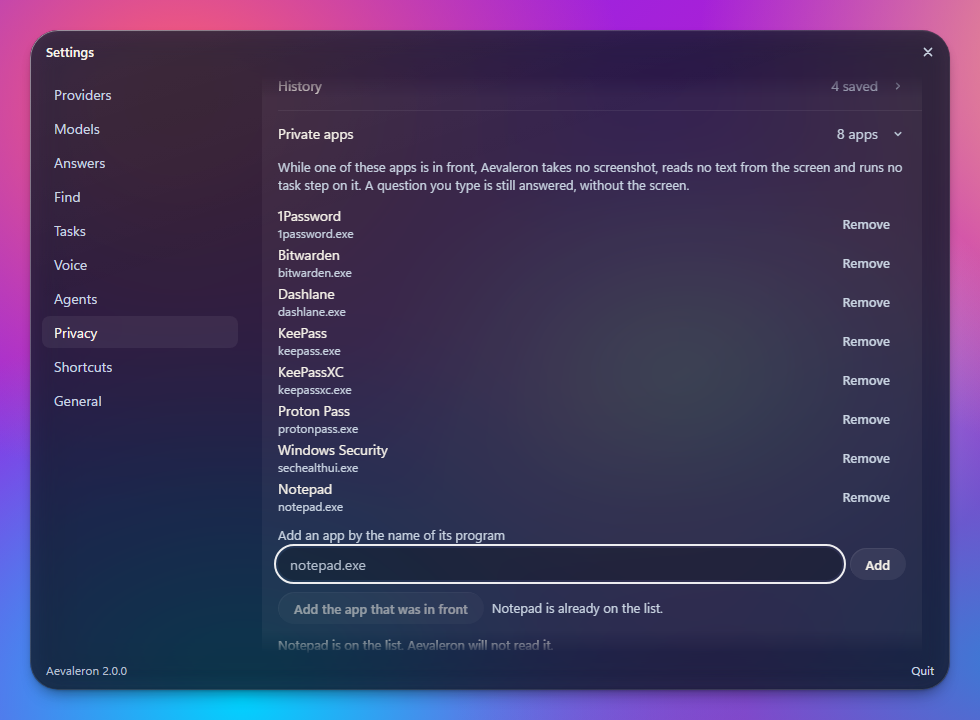 Settings
Providers
Models
Answers
Find
Tasks
Voice
Agents
Privacy
Shortcuts
General
History 4 saved
Private apps 8 apps
While one of these apps is in front, Aevaleron takes no screenshot, reads no text from the screen and runs no
task step on it. A question you type is still answered, without the screen.
1Password
1password.exe
Remove
Bitwarden
bitwarden.exe
Remove
Dashlane
dashlane.exe
Remove
KeePass
keepass.exe
Remove
KeePassXC
keepassxc.exe
Remove
Proton Pass
protonpass.exe
Remove
Windows Security
sechealthui.exe
Remove
Notepad
notepad.exe
Remove
Add an app by the name of its program
notepad.exe Add
Add the app that was in front Notepad is already on the list.
Notepad is on the list. Aevaleron will not read it.
Aevaleron 2.0.0 Quit